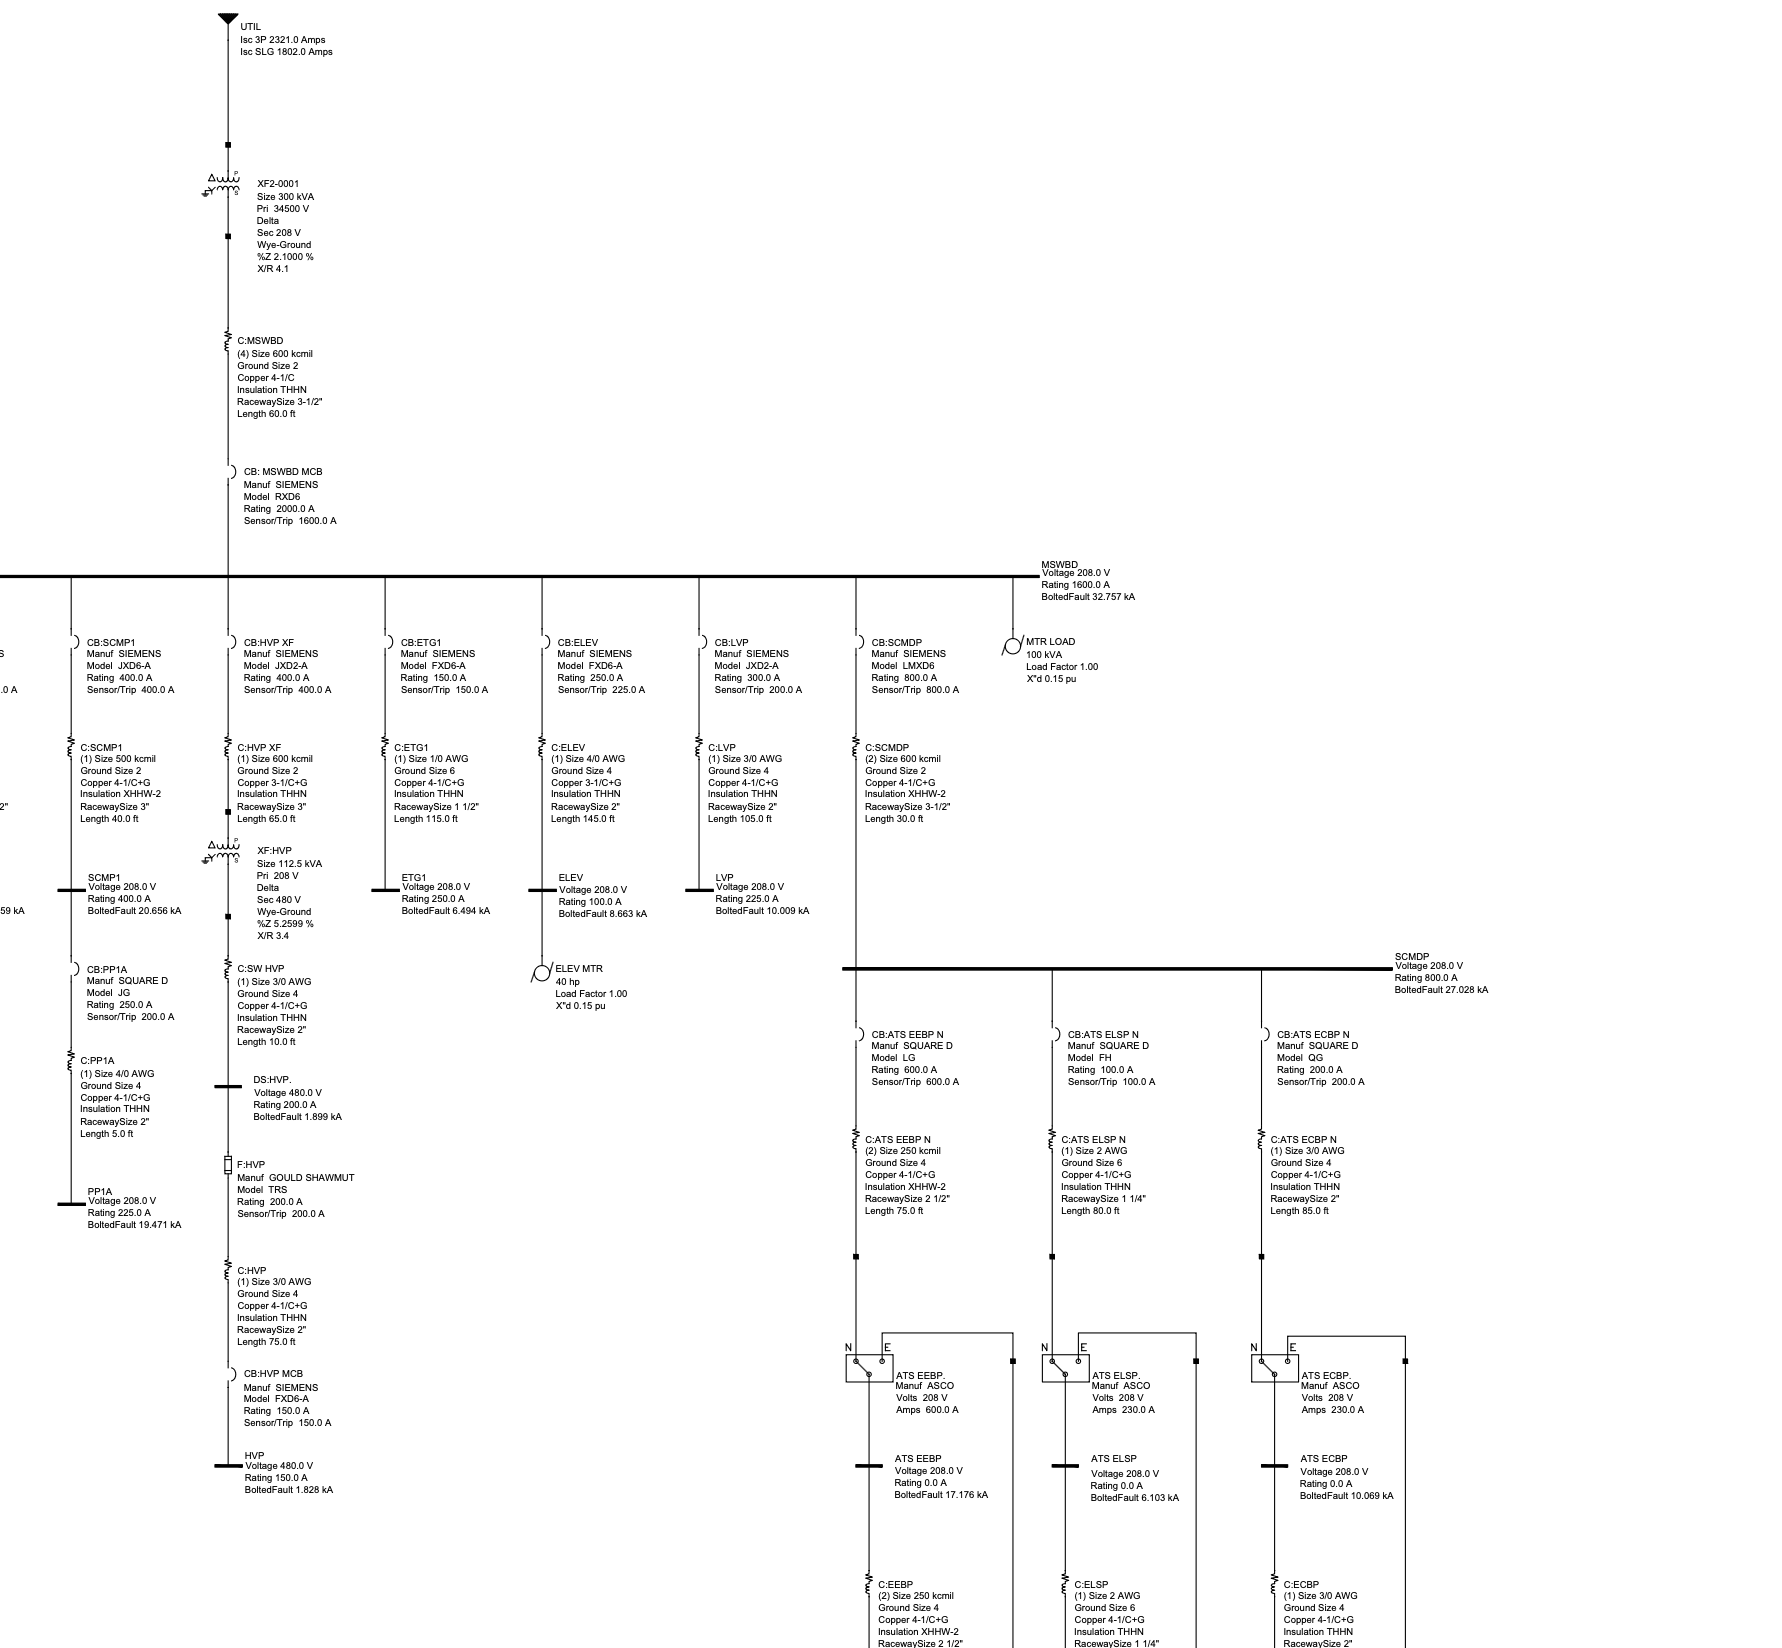 UTIL
Isc 3P 2321.0 Amps
Isc SLG 1802.0 Amps
P
S
XF2-0001
Size 300 kVA
Pri 34500 V
Delta
Sec 208 V
Wye-Ground
%Z 2.1000 %
X/R 4.1
C:MSWBD
(4) Size 600 kcmil
Ground Size 2
Copper 4-1/C
Insulation THHN
RacewaySize 3-1/2"
Length 60.0 ft
CB: MSWBD MCB
Manuf SIEMENS
Model RXD6
Rating 2000.0 A
Sensor/Trip 1600.0 A
MSWBD
Voltage 208.0 V
Rating 1600.0 A
BoltedFault 32.757 kA
S
.0 A
2"
59 kA
CB:SCMP1
Manuf SIEMENS
Model JXD6-A
Rating 400.0 A
Sensor/Trip 400.0 A
C:SCMP1
(1) Size 500 kcmil
Ground Size 2
Copper 4-1/C+G
Insulation XHHW-2
RacewaySize 3"
Length 40.0 ft
SCMP1
Voltage 208.0 V
Rating 400.0 A
BoltedFault 20.656 kA
CB:PP1A
Manuf SQUARE D
Model JG
Rating 250.0 A
Sensor/Trip 200.0 A
C:PP1A
(1) Size 4/0 AWG
Ground Size 4
Copper 4-1/C+G
Insulation THHN
RacewaySize 2"
Length 5.0 ft
PP1A
Voltage 208.0 V
Rating 225.0 A
BoltedFault 19.471 kA
CB:HVP XF
Manuf SIEMENS
Model JXD2-A
Rating 400.0 A
Sensor/Trip 400.0 A
C:HVP XF
(1) Size 600 kcmil
Ground Size 2
Copper 3-1/C+G
Insulation THHN
RacewaySize 3"
Length 65.0 ft
P
S
XF:HVP
Size 112.5 kVA
Pri 208 V
Delta
Sec 480 V
Wye-Ground
%Z 5.2599 %
X/R 3.4
C:SW HVP
(1) Size 3/0 AWG
Ground Size 4
Copper 4-1/C+G
Insulation THHN
RacewaySize 2"
Length 10.0 ft
DS:HVP.
Voltage 480.0 V
Rating 200.0 A
BoltedFault 1.899 kA
F:HVP
Manuf GOULD SHAWMUT
Model TRS
Rating 200.0 A
Sensor/Trip 200.0 A
C:HVP
(1) Size 3/0 AWG
Ground Size 4
Copper 4-1/C+G
Insulation THHN
RacewaySize 2"
Length 75.0 ft
CB:HVP MCB
Manuf SIEMENS
Model FXD6-A
Rating 150.0 A
Sensor/Trip 150.0 A
HVP
Voltage 480.0 V
Rating 150.0 A
BoltedFault 1.828 kA
CB:ETG1
Manuf SIEMENS
Model FXD6-A
Rating 150.0 A
Sensor/Trip 150.0 A
C:ETG1
(1) Size 1/0 AWG
Ground Size 6
Copper 4-1/C+G
Insulation THHN
RacewaySize 1 1/2"
Length 115.0 ft
ETG1
Voltage 208.0 V
Rating 250.0 A
BoltedFault 6.494 kA
CB:ELEV
Manuf SIEMENS
Model FXD6-A
Rating 250.0 A
Sensor/Trip 225.0 A
C:ELEV
(1) Size 4/0 AWG
Ground Size 4
Copper 3-1/C+G
Insulation THHN
RacewaySize 2"
Length 145.0 ft
ELEV
Voltage 208.0 V
Rating 100.0 A
BoltedFault 8.663 kA
ELEV MTR
40 hp
Load Factor 1.00
X"d 0.15 pu
CB:LVP
Manuf SIEMENS
Model JXD2-A
Rating 300.0 A
Sensor/Trip 200.0 A
C:LVP
(1) Size 3/0 AWG
Ground Size 4
Copper 4-1/C+G
Insulation THHN
RacewaySize 2"
Length 105.0 ft
LVP
Voltage 208.0 V
Rating 225.0 A
BoltedFault 10.009 kA
CB:SCMDP
Manuf SIEMENS
Model LMXD6
Rating 800.0 A
Sensor/Trip 800.0 A
C:SCMDP
(2) Size 600 kcmil
Ground Size 2
Copper 4-1/C+G
Insulation XHHW-2
RacewaySize 3-1/2"
Length 30.0 ft
MTR LOAD
100 kVA
Load Factor 1.00
X"d 0.15 pu
SCMDP
Voltage 208.0 V
Rating 800.0 A
BoltedFault 27.028 kA
CB:ATS EEBP N
Manuf SQUARE D
Model LG
Rating 600.0 A
Sensor/Trip 600.0 A
C:ATS EEBP N
(2) Size 250 kcmil
Ground Size 4
Copper 4-1/C+G
Insulation XHHW-2
RacewaySize 2 1/2"
Length 75.0 ft
N E
ATS EEBP.
Manuf ASCO
Volts 208 V
Amps 600.0 A
ATS EEBP
Voltage 208.0 V
Rating 0.0 A
BoltedFault 17.176 kA
C:EEBP
(2) Size 250 kcmil
Ground Size 4
Copper 4-1/C+G
Insulation XHHW-2
RacewaySize 2 1/2"
CB:ATS ELSP N
Manuf SQUARE D
Model FH
Rating 100.0 A
Sensor/Trip 100.0 A
C:ATS ELSP N
(1) Size 2 AWG
Ground Size 6
Copper 4-1/C+G
Insulation THHN
RacewaySize 1 1/4"
Length 80.0 ft
N E
ATS ELSP.
Manuf ASCO
Volts 208 V
Amps 230.0 A
ATS ELSP
Voltage 208.0 V
Rating 0.0 A
BoltedFault 6.103 kA
C:ELSP
(1) Size 2 AWG
Ground Size 6
Copper 4-1/C+G
Insulation THHN
RacewaySize 1 1/4"
CB:ATS ECBP N
Manuf SQUARE D
Model QG
Rating 200.0 A
Sensor/Trip 200.0 A
C:ATS ECBP N
(1) Size 3/0 AWG
Ground Size 4
Copper 4-1/C+G
Insulation THHN
RacewaySize 2"
Length 85.0 ft
N E
ATS ECBP.
Manuf ASCO
Volts 208 V
Amps 230.0 A
ATS ECBP
Voltage 208.0 V
Rating 0.0 A
BoltedFault 10.069 kA
C:ECBP
(1) Size 3/0 AWG
Ground Size 4
Copper 4-1/C+G
Insulation THHN
RacewaySize 2"